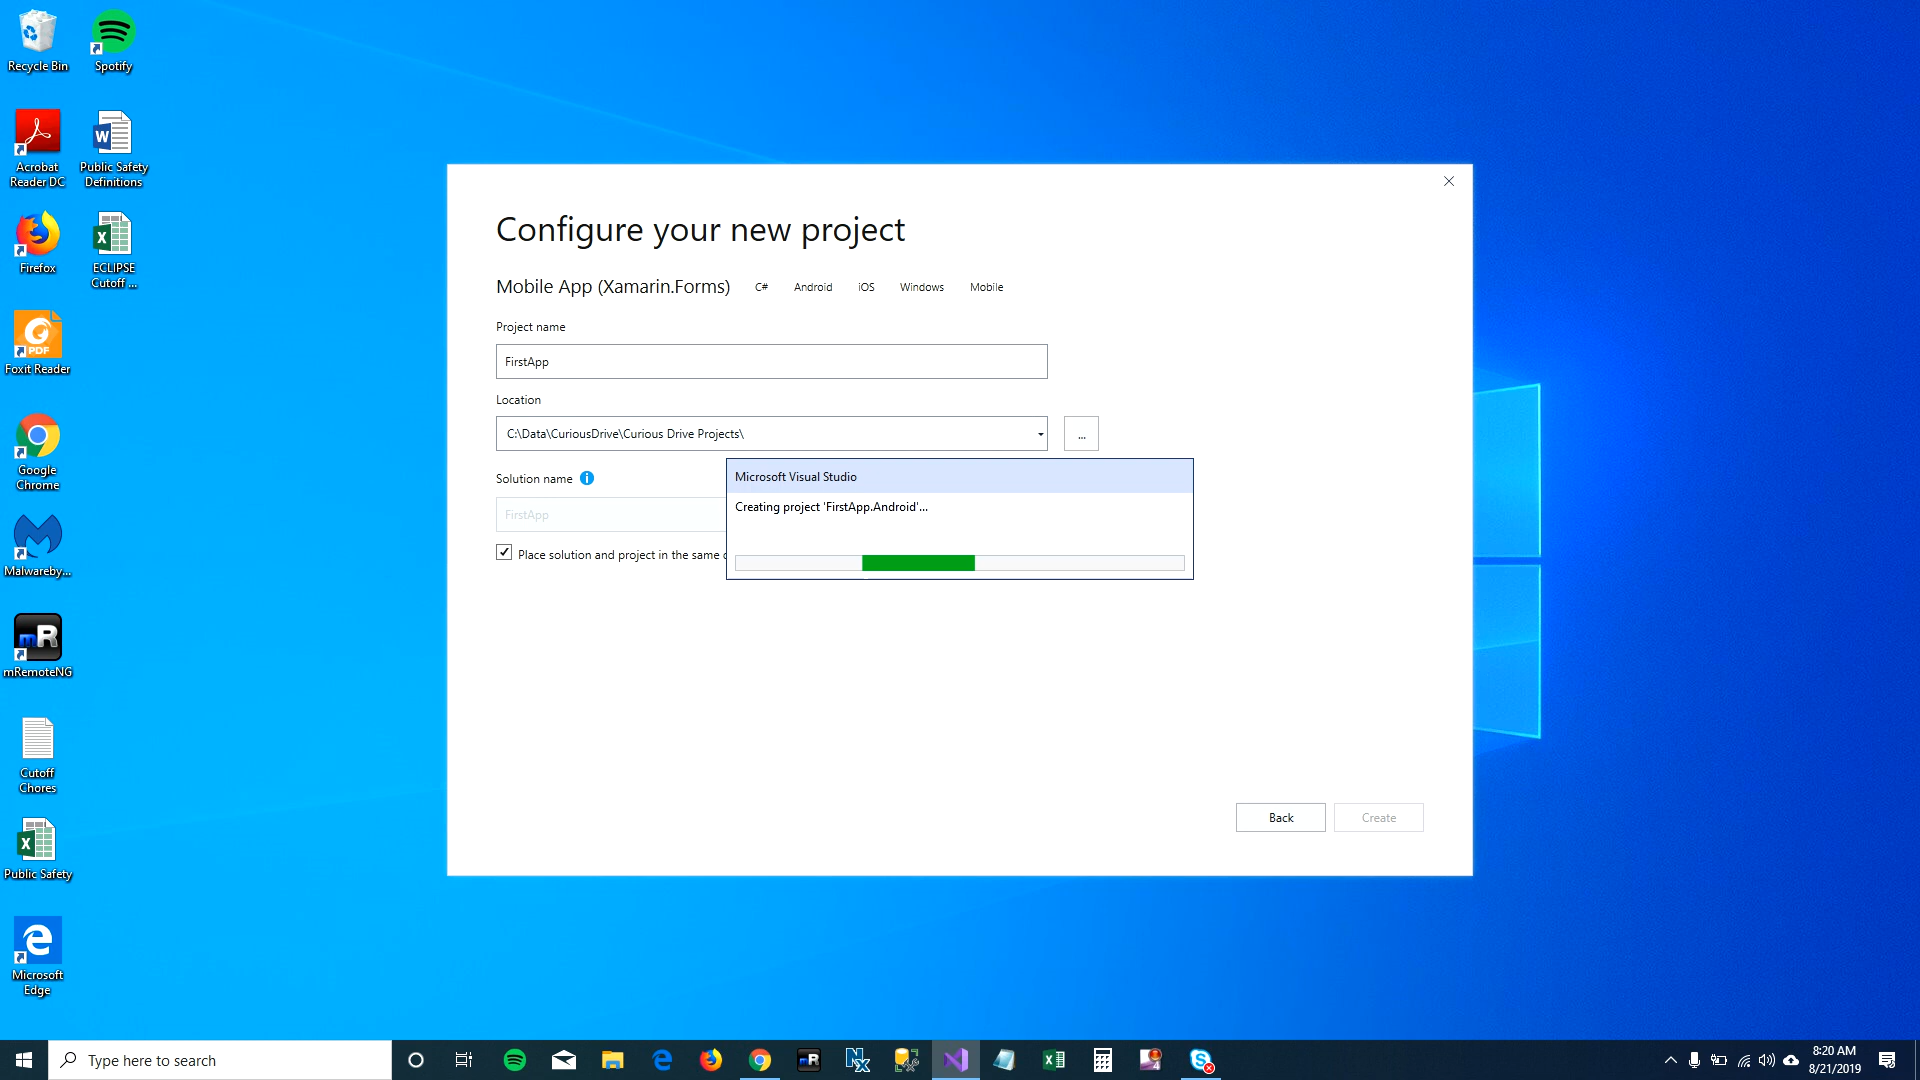 Recycle Bin
Spotify
Acrobat
Reader DC
Public Safety
Definitions
Firefox
ECLIPSE
Cutoff ...
PDF
Foxit Reader
Google
Chrome
Malwareby...
mR
mRemoteNG
Cutoff
Chores
Public Safety
Microsoft
Edge
Configure your new project
Mobile App (Xamarin.Forms) C# Android iOS Windows Mobile
Project name
FirstApp
Location
C:\Data\CuriousDrive\Curious Drive Projects\
...
Solution name
FirstApp
Place solution and project in the same
Microsoft Visual Studio
Creating project 'FirstApp.Android'...
Back
Create
Type here to search
8:20 AM
8/21/2019